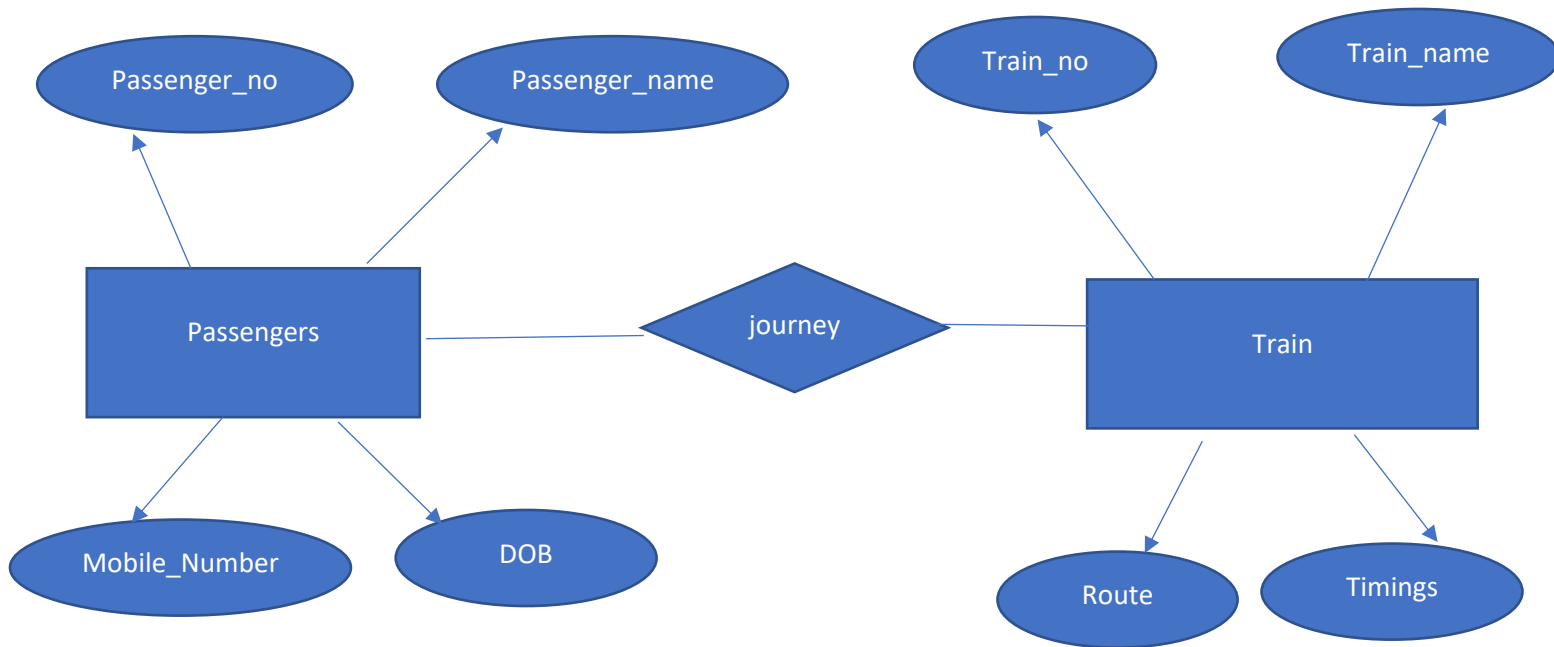 Passenger_no
Passenger_name
Train_no
Train_name
Passengers
journey
Train
Mobile_Number
DOB
Route
Timings